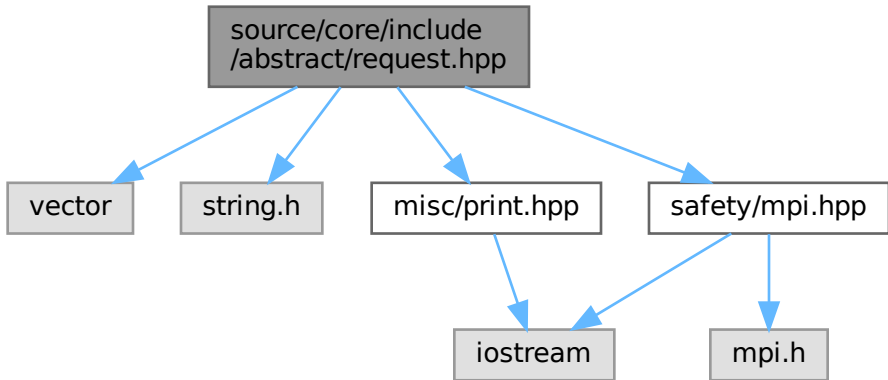 source/core/include
/abstract/request.hpp
vector
string.h
misc/print.hpp
safety/mpi.hpp
iostream
mpi.h